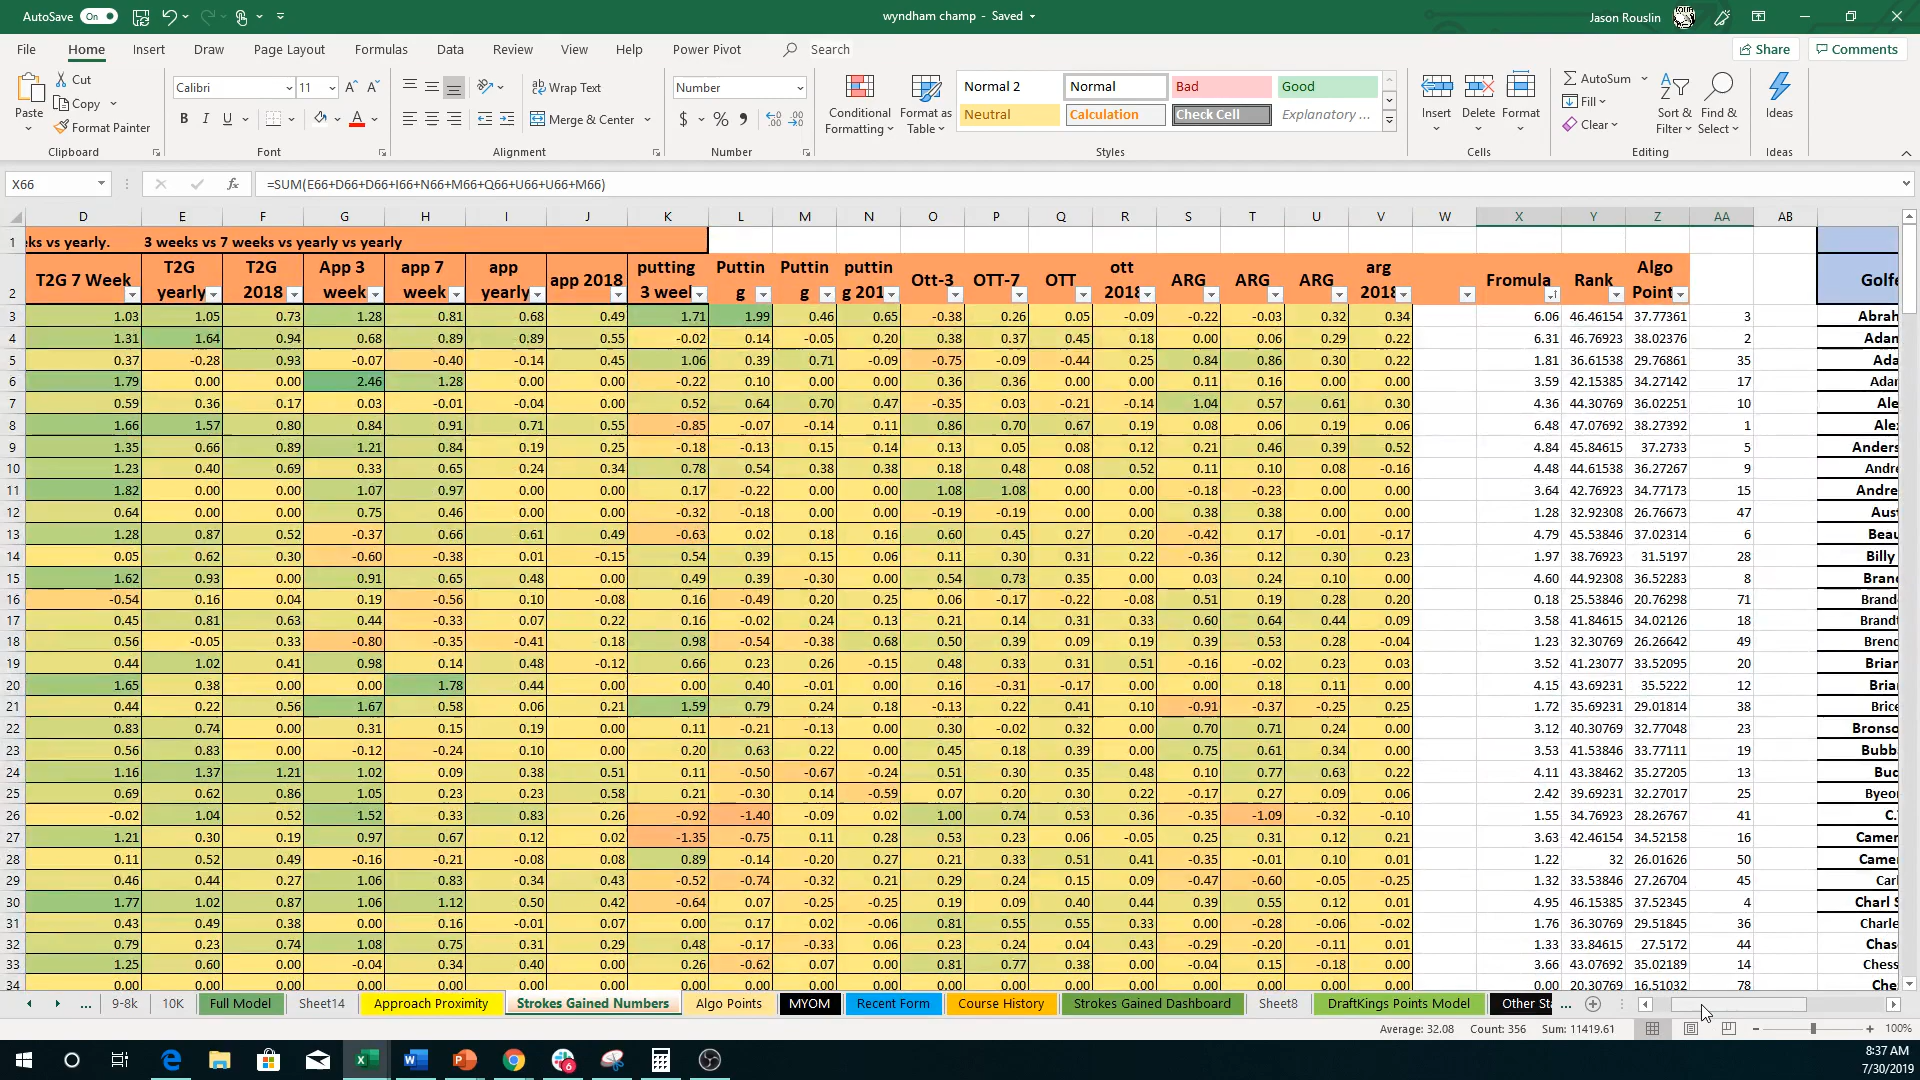 AutoSave On wyndham champ - Saved Jason Rouslin
File Home Insert Draw Page Layout Formulas Data Review View Help Power Pivot Search Share Comments
Cut
Copy
Format Painter
Paste
Calibri 11
B I U
Wrap Text
Merge & Center
Number
$ % 9
Conditional Formatting
Format as Table
Normal 2 Normal Bad Good
Neutral Calculation Check Cell Explanatory ...
Insert Delete Format
AutoSum
Fill
Clear
Sort & Filter
Find & Select
Ideas
Clipboard Font Alignment Number Styles Cells Editing Ideas
X66 fx =SUM(E66+D66+D66+I66+N66+M66+Q66+U66+U66+M66)
D E F G H I J K L M N O P Q R S T U V W X Y Z AA AB
1 ks vs yearly. 3 weeks vs 7 weeks vs yearly vs yearly
2 T2G 7 Week T2G yearly T2G 2018 App 3 week app 7 week app yearly app 2018 putting 3 week Puttin g Puttin g puttin g 201 Ott-3 OTT-7 OTT ott 2018 ARG ARG ARG arg 2018 Fromula Rank Algo Point Golfe
3 1.03 1.05 0.73 1.28 0.81 0.68 0.49 1.71 1.99 0.46 0.65 -0.38 0.26 0.05 -0.09 -0.22 -0.03 0.32 0.34 6.06 46.46154 37.77361 3 Abrah
4 1.31 1.64 0.94 0.68 0.89 0.89 0.55 -0.02 0.14 -0.05 0.20 0.38 0.37 0.45 0.18 0.00 0.06 0.29 0.22 6.31 46.76923 38.02376 2 Adan
5 0.37 -0.28 0.93 -0.07 -0.40 -0.14 0.45 1.06 0.39 0.71 -0.09 -0.75 -0.09 -0.44 0.25 0.84 0.86 0.30 0.22 1.81 36.61538 29.76861 35 Ada
6 1.79 0.00 0.00 2.46 1.28 0.00 0.00 -0.22 0.10 0.00 0.00 0.36 0.36 0.00 0.00 0.11 0.16 0.00 0.00 3.59 42.15385 34.27142 17 Adar
7 0.59 0.36 0.17 0.03 -0.01 -0.04 0.00 0.52 0.64 0.70 0.47 -0.35 0.03 -0.21 -0.14 1.04 0.57 0.61 0.30 4.36 44.30769 36.02251 10 Ale
8 1.66 1.57 0.80 0.84 0.91 0.71 0.55 -0.85 -0.07 -0.14 0.11 0.86 0.70 0.67 0.19 0.08 0.06 0.19 0.06 6.48 47.07692 38.27392 1 Alex
9 1.35 0.66 0.89 1.21 0.84 0.19 0.25 -0.18 -0.13 0.15 0.14 0.13 0.05 0.08 0.12 0.21 0.46 0.39 0.52 4.84 45.84615 37.2733 5 Anders
10 1.23 0.40 0.69 0.33 0.65 0.24 0.34 0.78 0.54 0.38 0.38 0.18 0.48 0.08 0.52 0.11 0.10 0.08 -0.16 4.48 44.61538 36.27267 9 Andre
11 1.82 0.00 0.00 1.07 0.97 0.00 0.00 0.17 -0.22 0.00 0.00 1.08 1.08 0.00 0.00 -0.18 -0.23 0.00 0.00 3.64 42.76923 34.77173 15 Andre
12 0.64 0.00 0.00 0.75 0.46 0.00 0.00 -0.32 -0.18 0.00 0.00 -0.19 -0.19 0.00 0.00 0.38 0.38 0.00 0.00 1.28 32.92308 26.76673 47 Aust
13 1.28 0.87 0.52 -0.37 0.66 0.61 0.49 -0.63 0.02 0.18 0.16 0.60 0.45 0.27 0.20 -0.42 0.17 -0.01 -0.17 4.79 45.53846 37.02314 6 Beau
14 0.05 0.62 0.30 -0.60 -0.38 0.01 -0.15 0.54 0.39 0.15 0.06 0.11 0.30 0.31 0.22 -0.36 0.12 0.30 0.23 1.97 38.76923 31.5197 28 Billy
15 1.62 0.93 0.00 0.91 0.65 0.48 0.00 0.49 0.39 -0.30 0.00 0.54 0.73 0.35 0.00 0.03 0.24 0.10 0.00 4.60 44.92308 36.52283 8 Bran
16 -0.54 0.16 0.04 0.19 -0.56 0.10 -0.08 0.16 -0.49 0.20 0.25 0.06 -0.17 -0.22 -0.08 0.51 0.19 0.28 0.20 0.18 25.53846 20.76298 71 Brand
17 0.45 0.81 0.63 0.44 -0.33 0.07 0.22 0.16 -0.02 0.24 0.13 0.21 0.14 0.31 0.33 0.60 0.64 0.44 0.09 3.58 41.84615 34.02126 18 Brandt
18 0.56 -0.05 0.33 -0.80 -0.35 -0.41 0.18 0.98 -0.54 -0.38 0.68 0.50 0.39 0.09 0.19 0.39 0.53 0.28 -0.04 1.23 32.30769 26.26642 49 Brenc
19 0.44 1.02 0.41 0.98 0.14 0.48 -0.12 0.66 0.23 0.26 -0.15 0.48 0.33 0.31 0.51 -0.16 -0.02 0.23 0.03 3.52 41.23077 33.52095 20 Brian
20 1.65 0.38 0.00 0.00 1.78 0.44 0.00 0.00 0.40 -0.01 0.00 0.16 -0.31 -0.17 0.00 0.00 0.18 0.11 0.00 4.15 43.69231 35.5222 12 Bria
21 0.44 0.22 0.56 1.67 0.58 0.06 0.21 1.59 0.79 0.24 0.18 -0.13 0.22 0.41 0.10 -0.91 -0.37 -0.25 0.25 1.72 35.69231 29.01814 38 Brice
22 0.83 0.74 0.00 0.31 0.15 0.19 0.00 0.11 -0.21 -0.13 0.00 0.30 -0.02 0.32 0.00 0.70 0.71 0.24 0.00 3.12 40.30769 32.77048 23 Bronso
23 0.56 0.83 0.00 -0.12 -0.24 0.10 0.00 0.20 0.63 0.22 0.00 0.45 0.18 0.39 0.00 0.75 0.61 0.34 0.00 3.53 41.53846 33.77111 19 Bubb
24 1.16 1.37 1.21 1.02 0.09 0.38 0.51 0.11 -0.50 -0.67 -0.24 0.51 0.30 0.35 0.48 0.10 0.77 0.63 0.22 4.11 43.38462 35.27205 13 Buc
25 0.69 0.62 0.86 1.05 0.23 0.23 0.58 0.21 -0.30 0.14 -0.59 0.07 0.20 0.30 0.22 -0.17 0.27 0.09 0.06 2.42 39.69231 32.27017 25 Byeo
26 -0.02 1.04 0.52 1.52 0.33 0.83 0.26 -0.92 -1.40 -0.09 0.02 1.00 0.74 0.53 0.36 -0.35 -1.09 -0.32 -0.10 1.55 34.76923 28.26767 41 C.
27 1.21 0.30 0.19 0.97 0.67 0.12 0.02 -1.35 -0.75 0.11 0.28 0.53 0.23 0.06 -0.05 0.25 0.31 0.12 0.21 3.63 42.46154 34.52158 16 Camer
28 0.11 0.52 0.49 -0.16 -0.21 -0.08 0.08 0.89 -0.14 -0.20 0.27 0.21 0.33 0.51 0.41 -0.35 -0.01 0.10 0.01 1.22 32 26.01626 50 Came
29 0.46 0.44 0.27 1.06 0.83 0.34 0.43 -0.52 -0.74 -0.32 0.21 0.29 0.24 0.15 0.09 -0.47 -0.60 -0.05 -0.25 1.32 33.53846 27.26704 45 Carl
30 1.77 1.02 0.87 1.06 1.12 0.50 0.42 -0.64 0.07 -0.25 -0.25 0.19 0.09 0.40 0.44 0.39 0.55 0.12 0.01 4.95 46.15385 37.52345 4 Charl S
31 0.43 0.49 0.38 0.00 0.16 -0.01 0.07 0.00 0.17 0.02 -0.06 0.81 0.55 0.55 0.33 0.00 -0.28 -0.06 -0.02 1.76 36.30769 29.51845 36 Charle
32 0.79 0.23 0.74 1.08 0.75 0.31 0.29 0.48 -0.17 -0.33 0.06 0.23 0.24 0.04 0.43 -0.29 -0.20 -0.11 0.01 1.33 33.84615 27.5172 44 Chas
33 1.25 0.60 0.00 -0.04 0.34 0.40 0.00 0.26 -0.62 0.07 0.00 0.81 0.77 0.38 0.00 -0.04 0.15 -0.18 0.00 3.66 43.07692 35.02189 14 Chess
34 0.00 0.00 0.00 0.00 0.00 0.00 0.00 0.00 0.00 0.00 0.00 0.00 0.00 0.00 0.00 0.00 0.00 0.00 0.00 0.00 20.30769 16.51032 78 Che
... 9-8k 10K Full Model Sheet14 Approach Proximity Strokes Gained Numbers Algo Points MYOM Recent Form Course History Strokes Gained Dashboard Sheet8 DraftKings Points Model Other Sta ...
Average: 32.08 Count: 356 Sum: 11419.61 100%
8:37 AM
7/30/2019